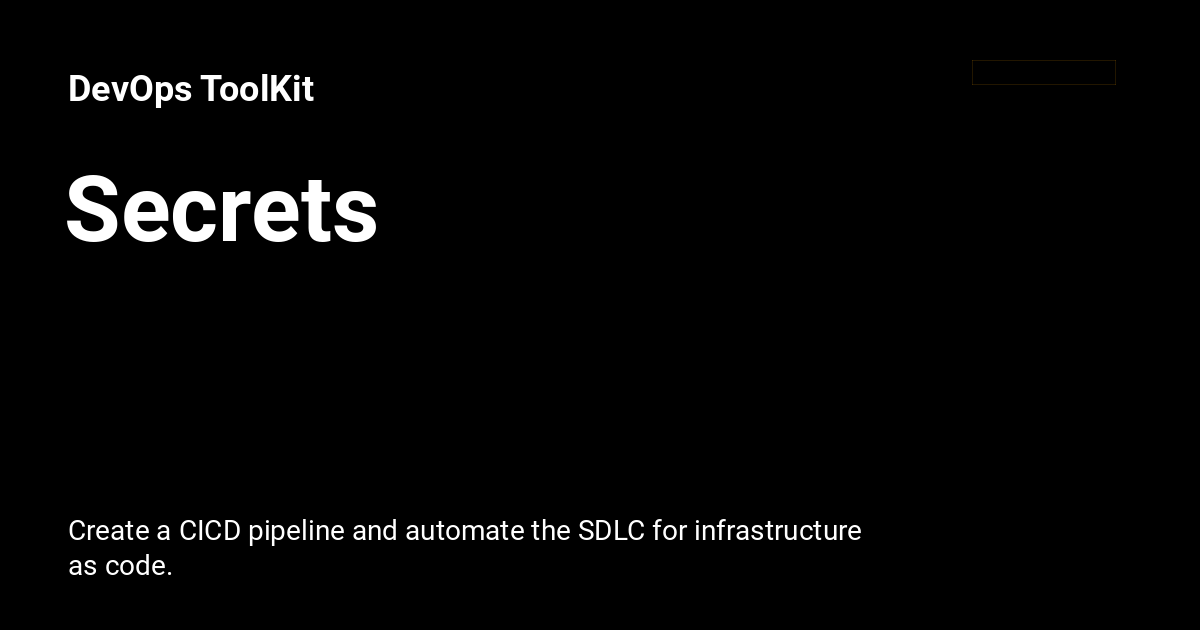 DevOps ToolKit
Secrets
Create a CICD pipeline and automate the SDLC for infrastructure
as code.